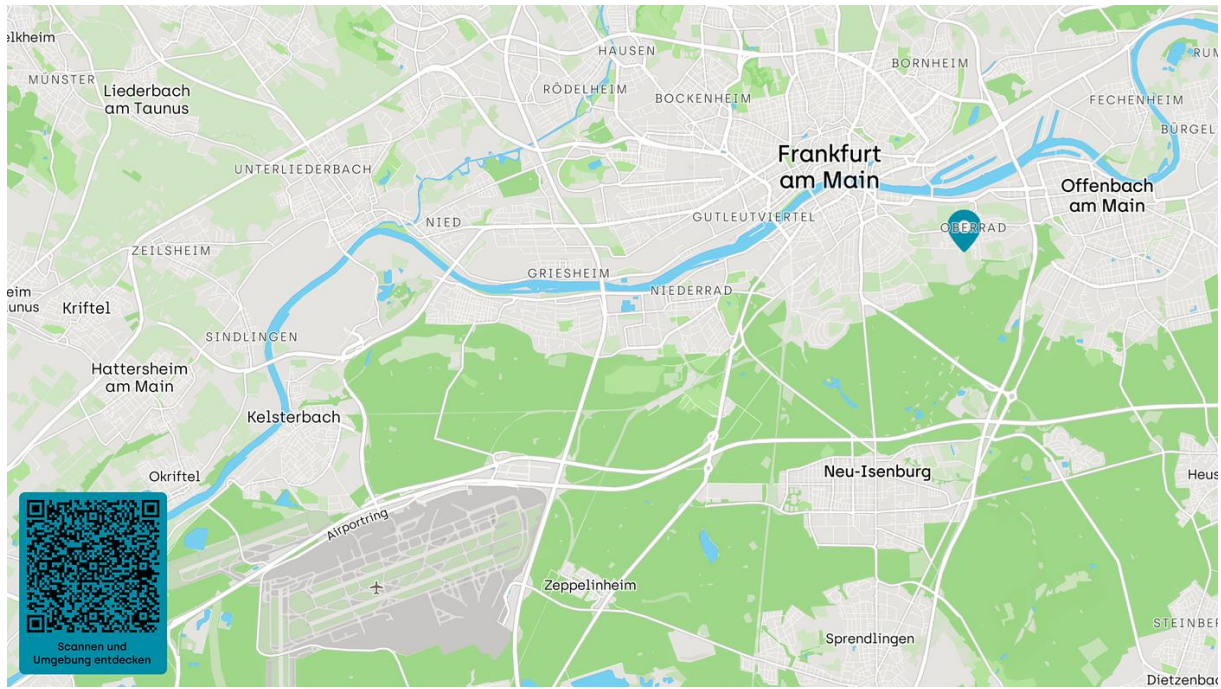 elkheim
HAUSEN
BORNHEIM
MÜNSTER
Liederbach
am Taunus
RÖDELHEIM
BOCKENHEIM
FECHENHEIM
BÜRGEL
Frankfurt
am Main
UNTERLIEDERBACH
Offenbach
am Main
NIED
GUTLEUTVIERTEL
OBERRAD
ZEILSHEIM
GRIESHEIM
NIEDERRAD
eim
aunus
Kriftel
SINDLINGEN
Hattersheim
am Main
Kelsterbach
Okriftel
Neu-Isenburg
Heus
Airportring
Zeppelinheim
Sprendlingen
STEINBER
Dietzenbac
Scannen und
Umgebung entdecken